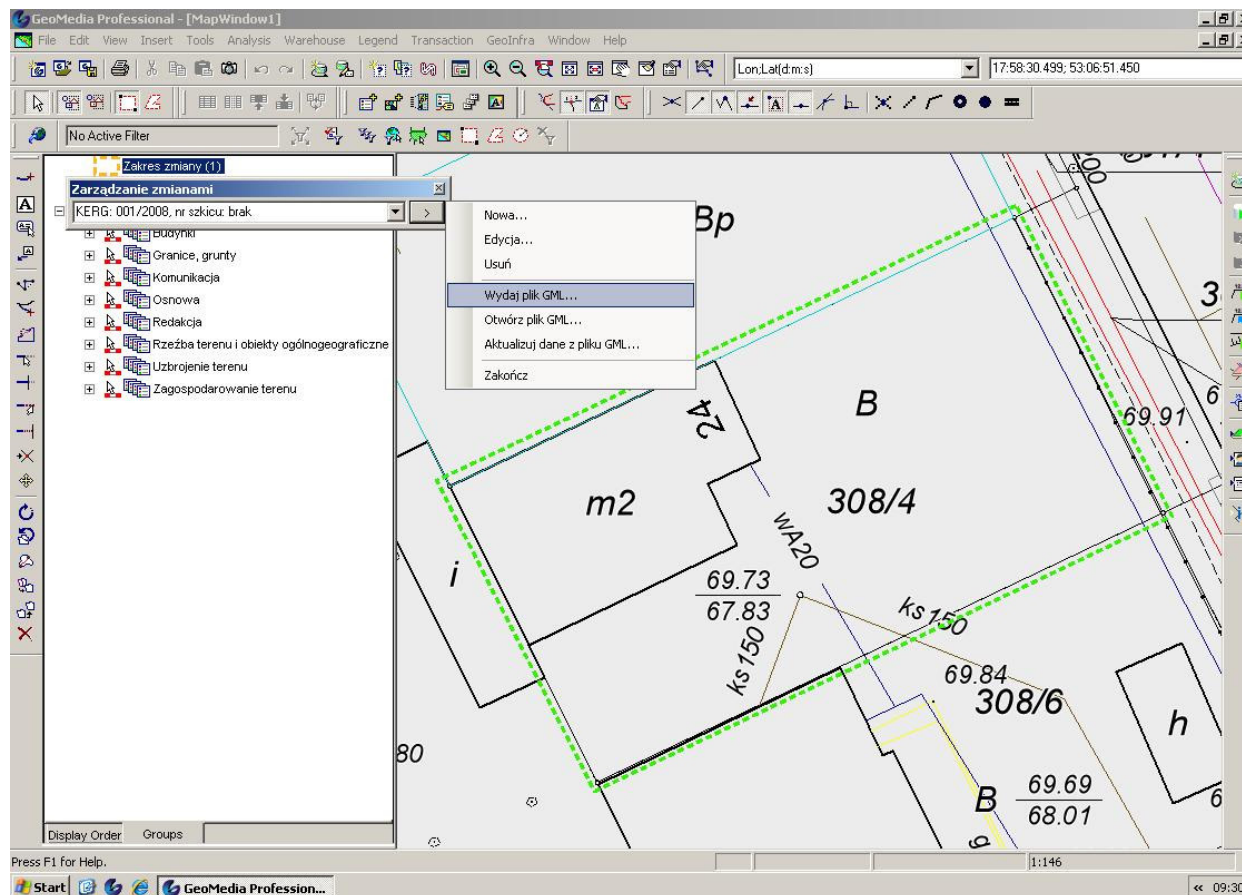 GeoMedia Professional - [MapWindow1]
File Edit View Insert Tools Analysis Warehouse Legend Transaction GeoInfra Window Help
Lon;Lat(d:m:s)
17:58:30.499; 53:06:51.450
No Active Filter
Zakres zmiany (1)
Zarządzanie zmianami
KERG: 001/2008, nr szkicu: brak
>
Budynki
Granice, grunty
Komunikacja
Osnowa
Redakcja
Rzeźba terenu i obiekty ogólnogeograficzne
Uzbrojenie terenu
Zagospodarowanie terenu
Nowa...
Edycja...
Usuń
Wydaj plik GML...
Otwórz plik GML...
Aktualizuj dane z pliku GML...
Zakończ
Bp
3
6
69.91
24
B
m2
308/4
wA20
i
69.73
67.83
ks150
ks150
69.84
308/6
h
80
B
69.69
68.01
6
g
Display Order
Groups
Press F1 for Help.
1:146
Start
GeoMedia Profession...
« 09:30